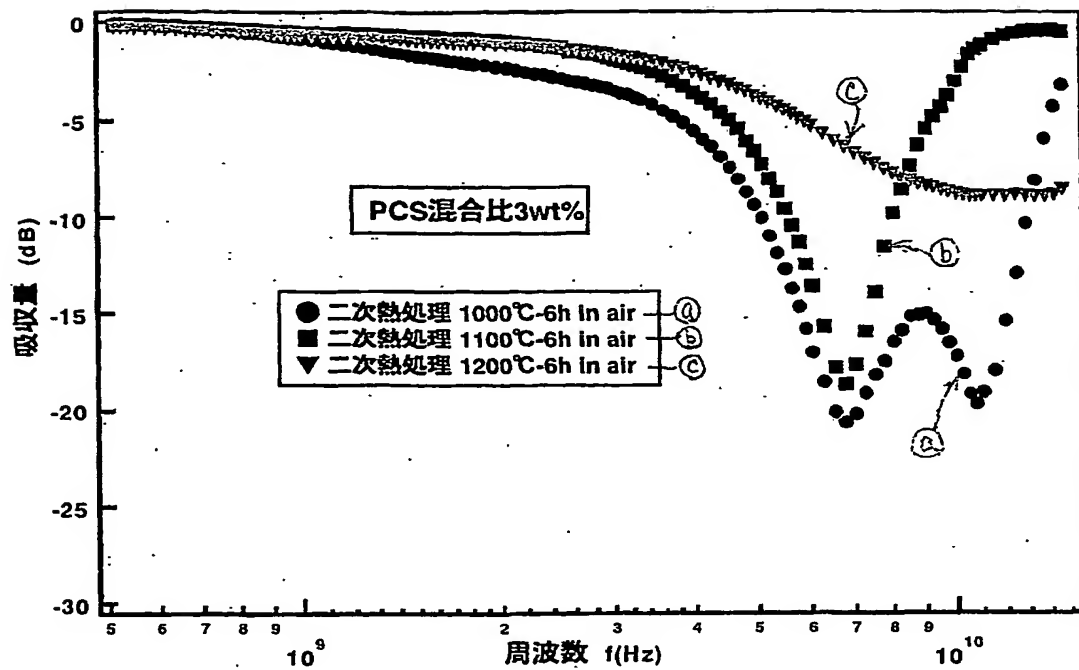 0
-5
-10
-15
-20
-25
-30
吸収量 (dB)
PCS混合比3wt%
二次熱処理 1000℃-6h in air ⓐ
二次熱処理 1100℃-6h in air ⓑ
二次熱処理 1200℃-6h in air ⓒ
ⓒ
ⓑ
ⓐ
5 6 7 8 9 2 3 4 5 6 7 8 9
10⁹ 10¹⁰
周波数 f(Hz)